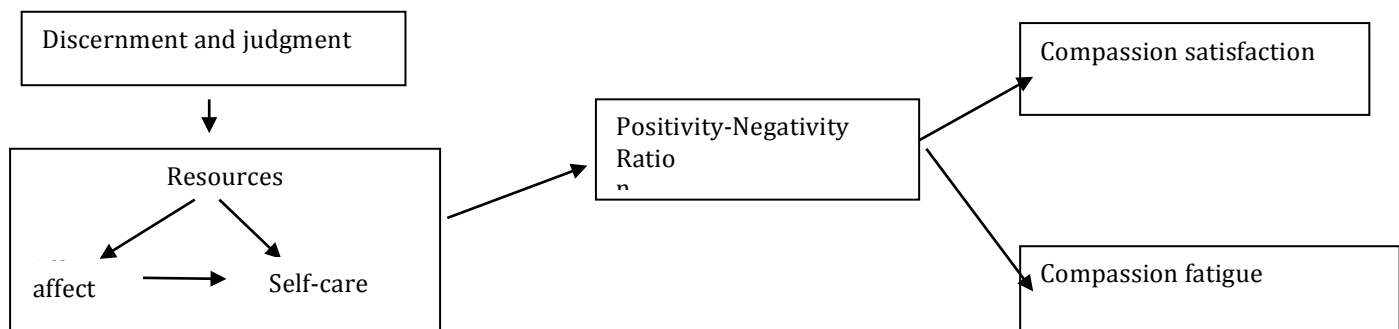 Discernment and judgment
Compassion satisfaction
Positivity-Negativity
Ratio
Resources
affect
Self-care
Compassion fatigue